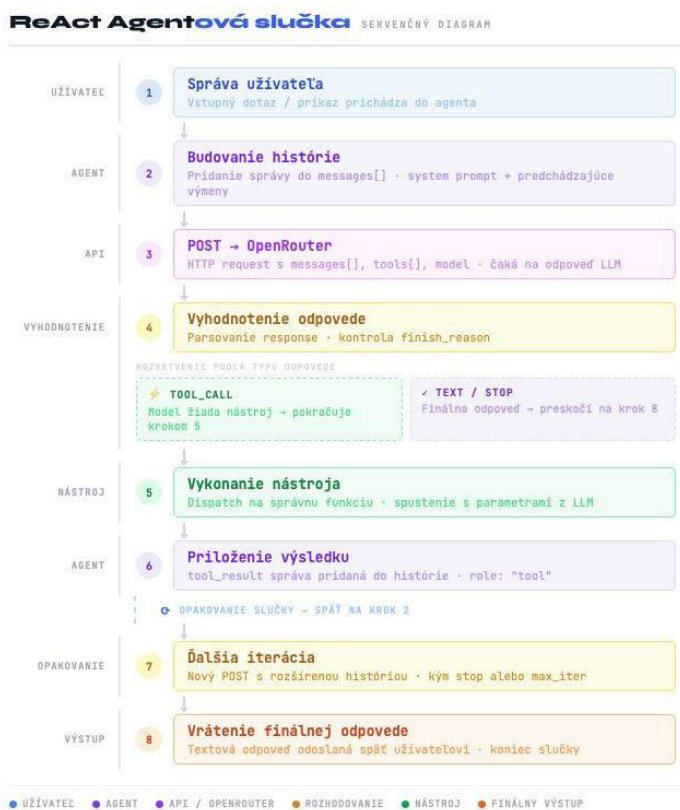 ReAct Agentová slučka SEKVENČNÝ DIAGRAM
UŽÍVATEĽ
1
Správa užívateľa
Vstupný dotaz / príkaz prichádza do agenta
AGENT
2
Budovanie histórie
Pridanie správy do messages[] · system prompt + predchádzajúce
výmeny
API
3
POST → OpenRouter
HTTP request s messages[], tools[], model · čaká na odpoveď LLM
VYHODNOTENIE
4
Vyhodnotenie odpovede
Parsovanie response · kontrola finish_reason
ROZVETVENIE PODĽA TYPU ODPOVEDE
⚡ TOOL_CALL
Model žiada nástroj → pokračuje
krokom 5
✓ TEXT / STOP
Finálna odpoveď → preskočí na krok 8
NÁSTROJ
5
Vykonanie nástroja
Dispatch na správnu funkciu · spustenie s parametrami z LLM
AGENT
6
Priloženie výsledku
tool_result správa pridaná do histórie · role: "tool"
⟳ OPAKOVANIE SLUČKY → SPÄŤ NA KROK 2
OPAKOVANIE
7
Ďalšia iterácia
Nový POST s rozšírenou históriou · kým stop alebo max_iter
VÝSTUP
8
Vrátenie finálnej odpovede
Textová odpoveď odoslaná späť užívateľovi · koniec slučky
UŽÍVATEĽ AGENT API / OPENROUTER ROZHODOVANIE NÁSTROJ FINÁLNY VÝSTUP